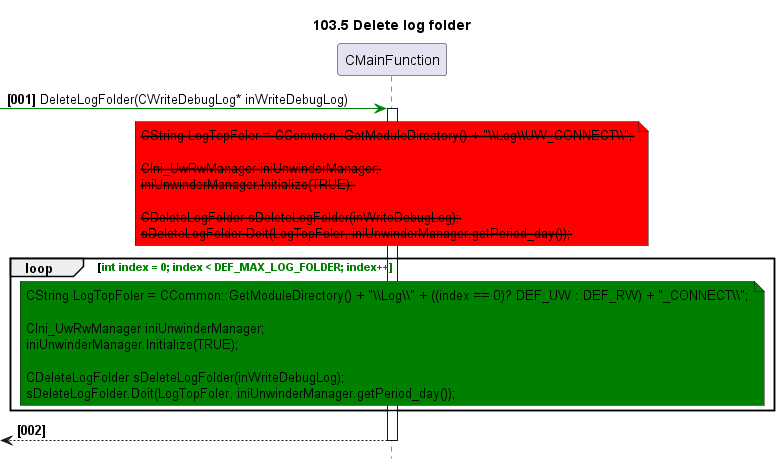 103.5 Delete log folder
CMainFunction
[001] DeleteLogFolder(CWriteDebugLog* inWriteDebugLog)
CString LogTopFoler = CCommon::GetModuleDirectory() + "\\Log\\UW_CONNECT\\";
CIni_UwRwManager iniUnwinderManager;
iniUnwinderManager.Initialize(TRUE);
CDeleteLogFolder sDeleteLogFolder(inWriteDebugLog);
sDeleteLogFolder.Doit(LogTopFoler, iniUnwinderManager.getPeriod_day());
loop [int index = 0; index < DEF_MAX_LOG_FOLDER; index++]
CString LogTopFoler = CCommon::GetModuleDirectory() + "\\Log\\" + ((index == 0)? DEF_UW : DEF_RW) + "_CONNECT\\";
CIni_UwRwManager iniUnwinderManager;
iniUnwinderManager.Initialize(TRUE);
CDeleteLogFolder sDeleteLogFolder(inWriteDebugLog);
sDeleteLogFolder.Doit(LogTopFoler, iniUnwinderManager.getPeriod_day());
[002]